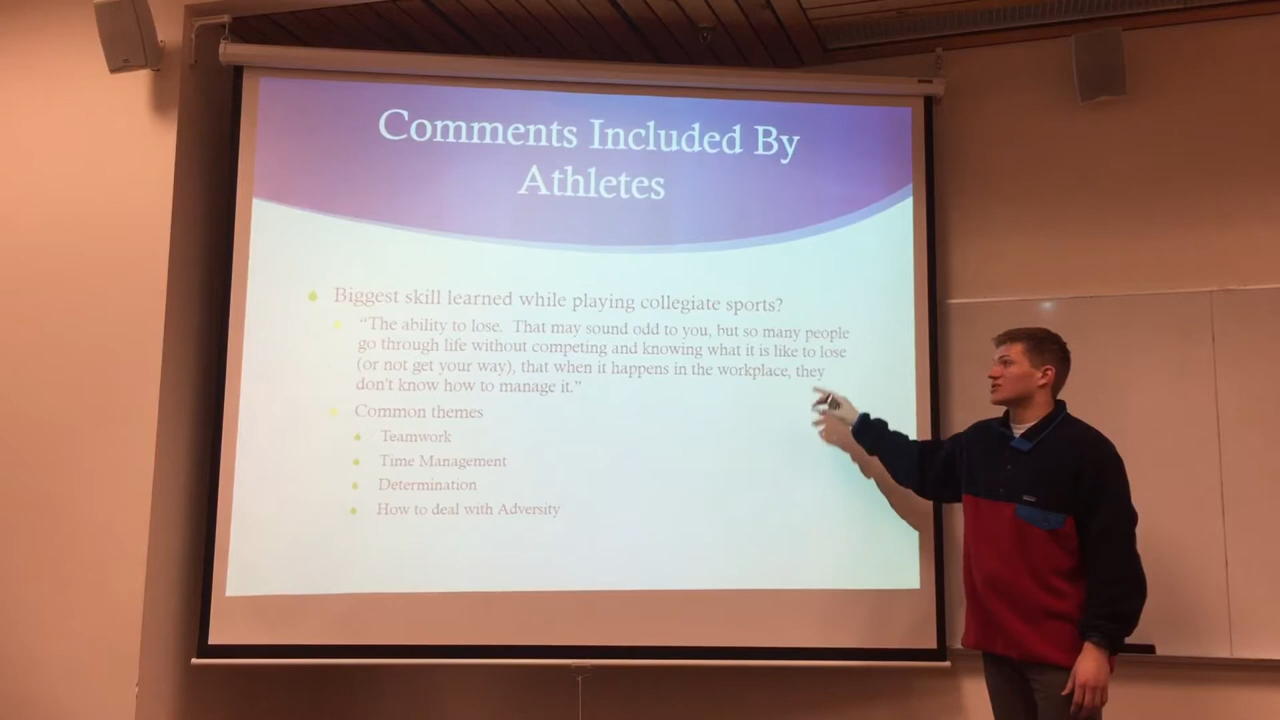 Comments Included By
Athletes
Biggest skill learned while playing collegiate sports?
“The ability to lose. That may sound odd to you, but so many people
go through life without competing and knowing what it is like to lose
(or not get your way), that when it happens in the workplace, they
don't know how to manage it.”
Common themes
Teamwork
Time Management
Determination
How to deal with Adversity